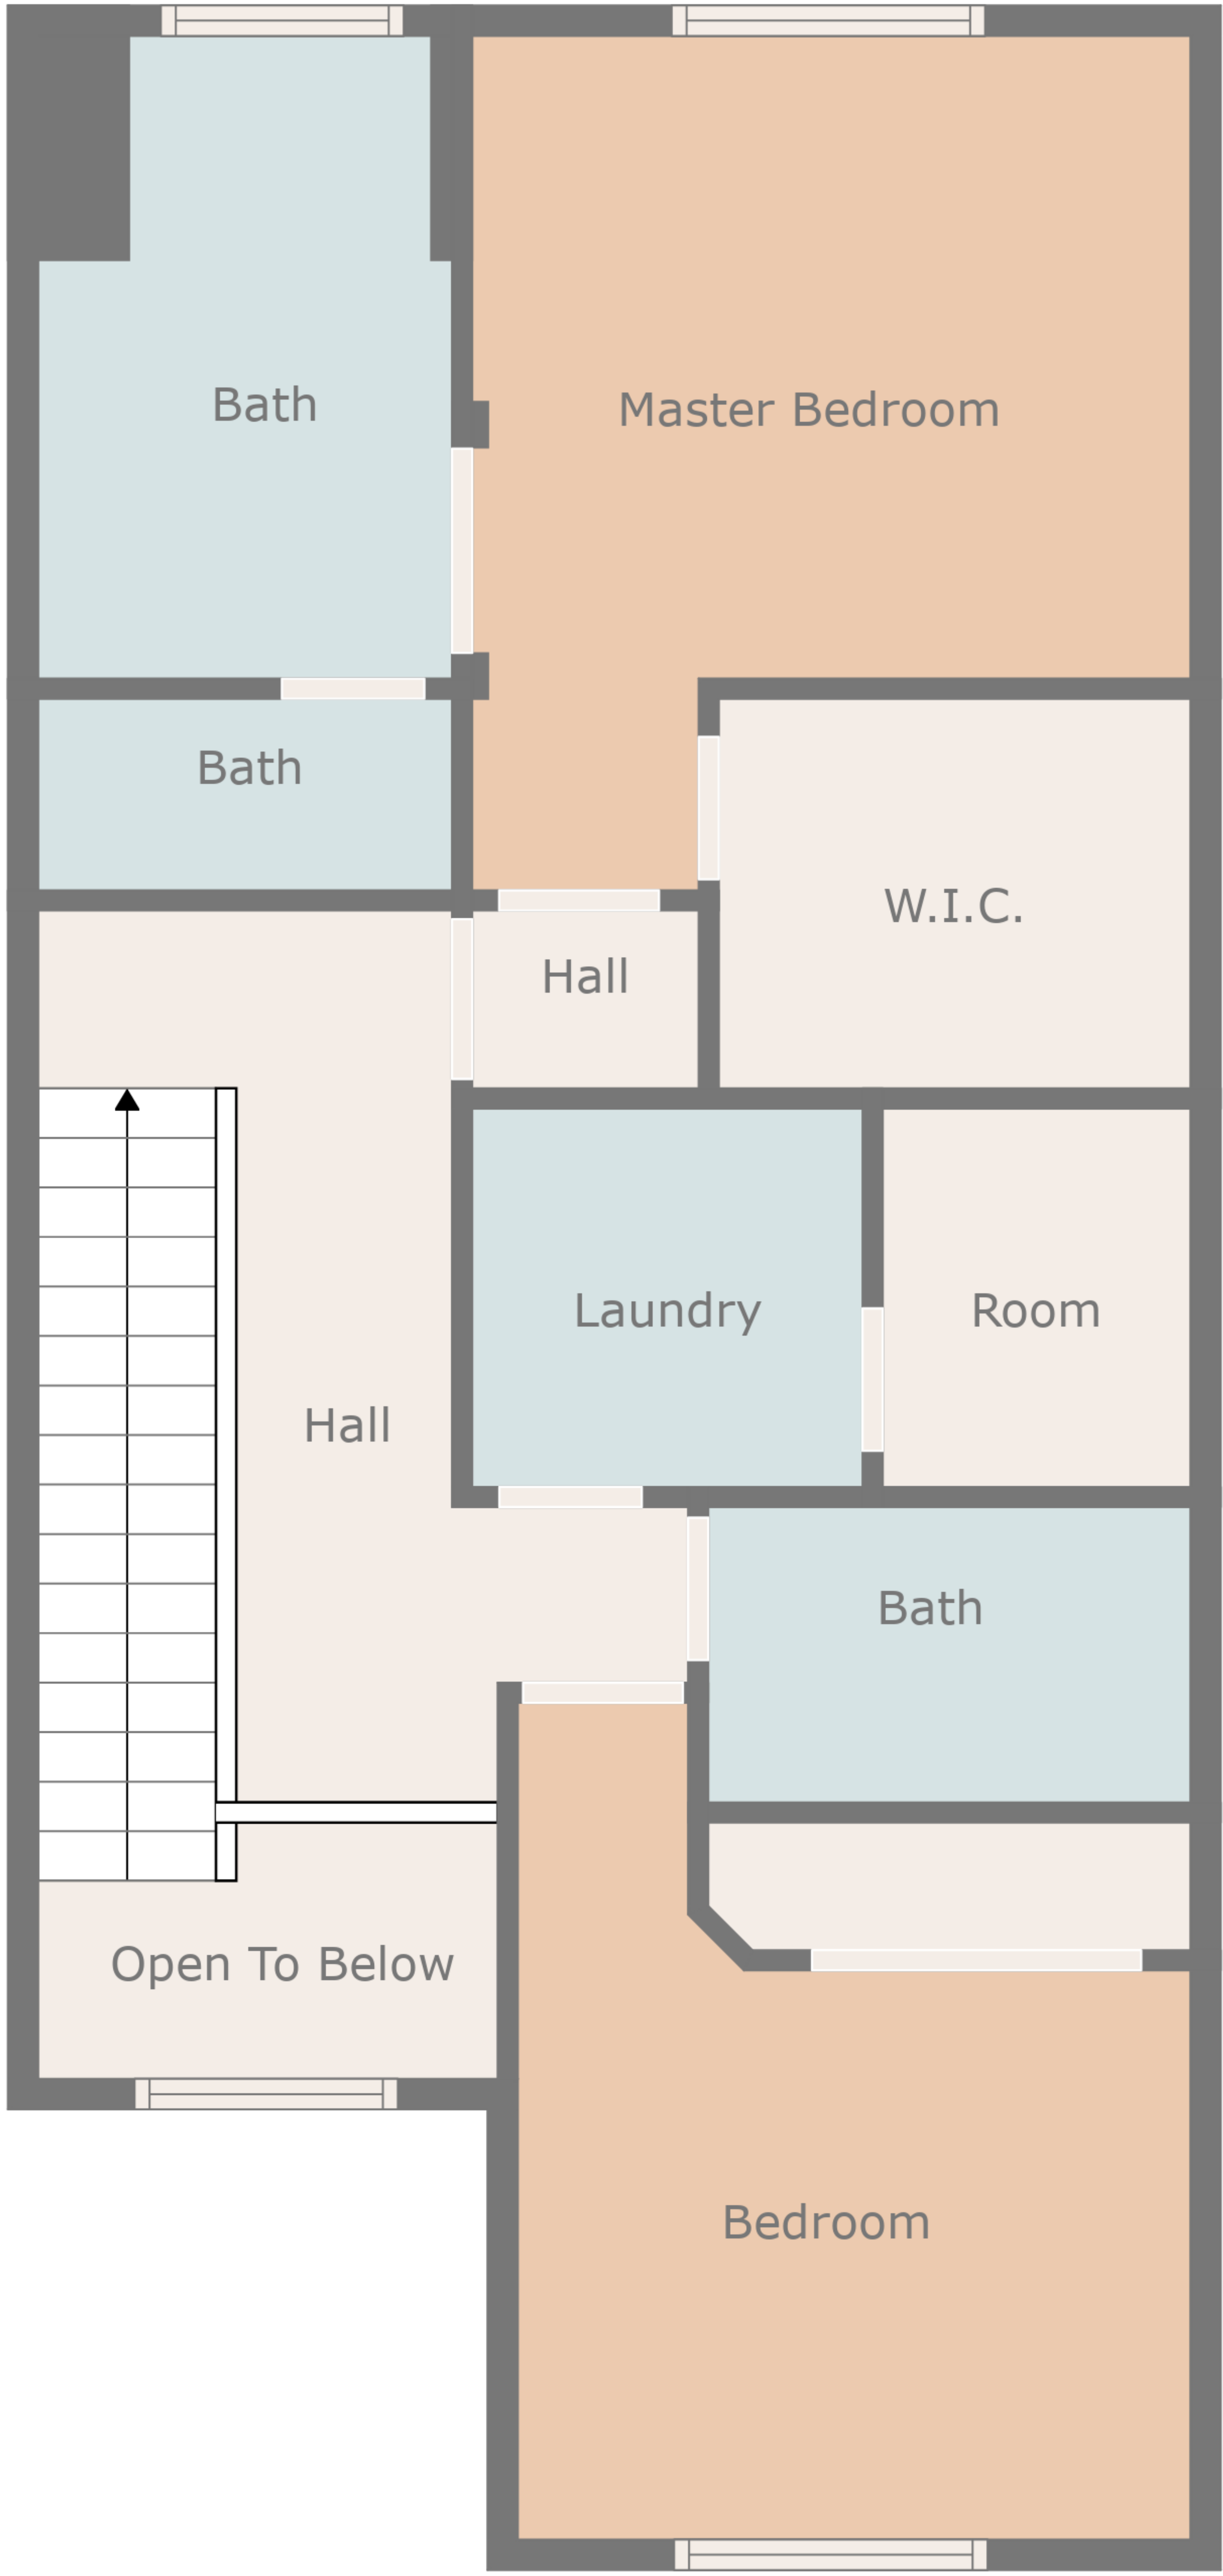 Bath
Master Bedroom
Bath
W.I.C.
Hall
Laundry
Room
Hall
Bath
Open To Below
Bedroom